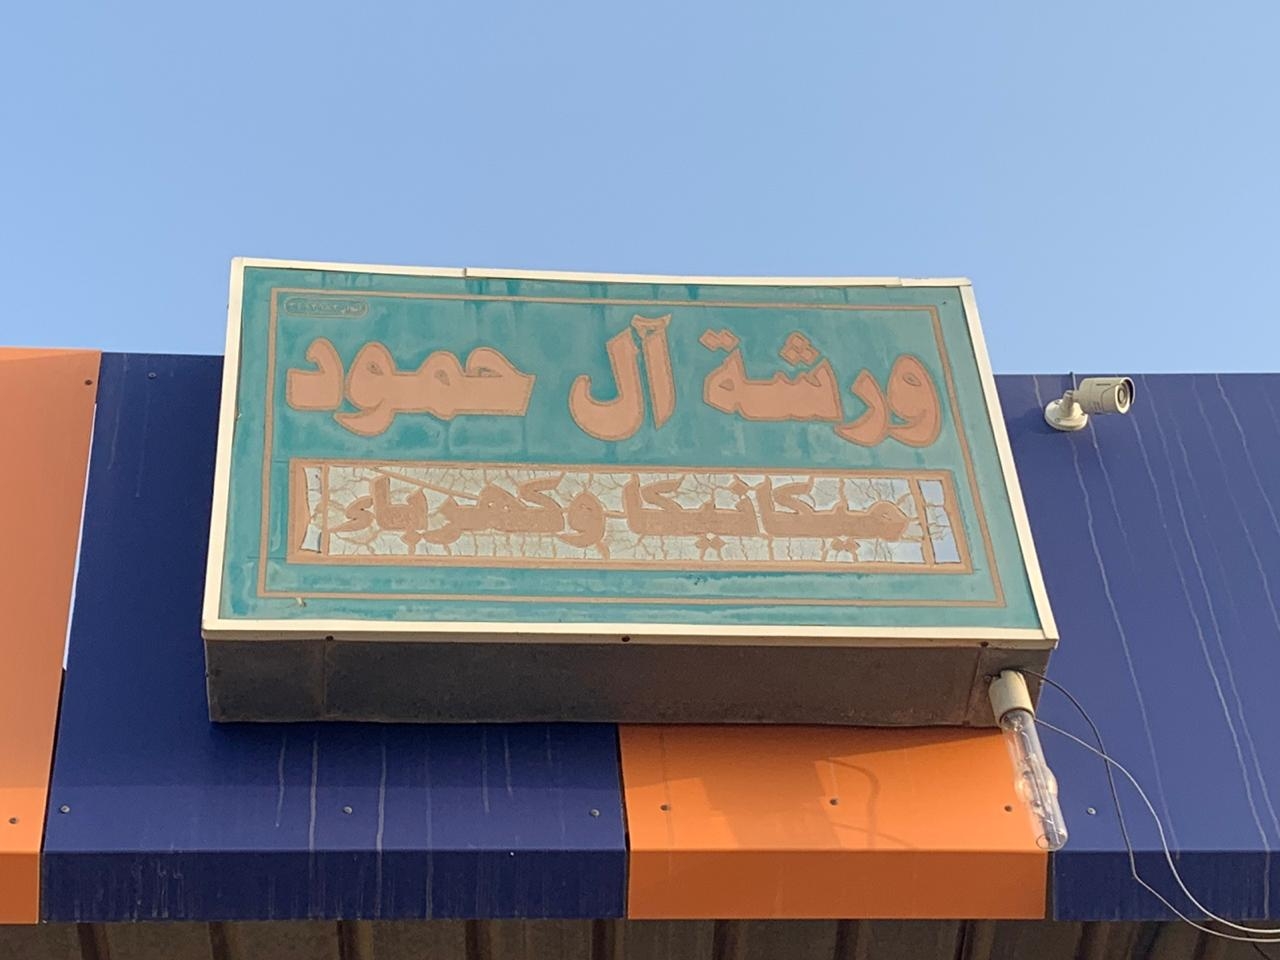 ورشة آل حمود
ميكانيكا وكهرباء